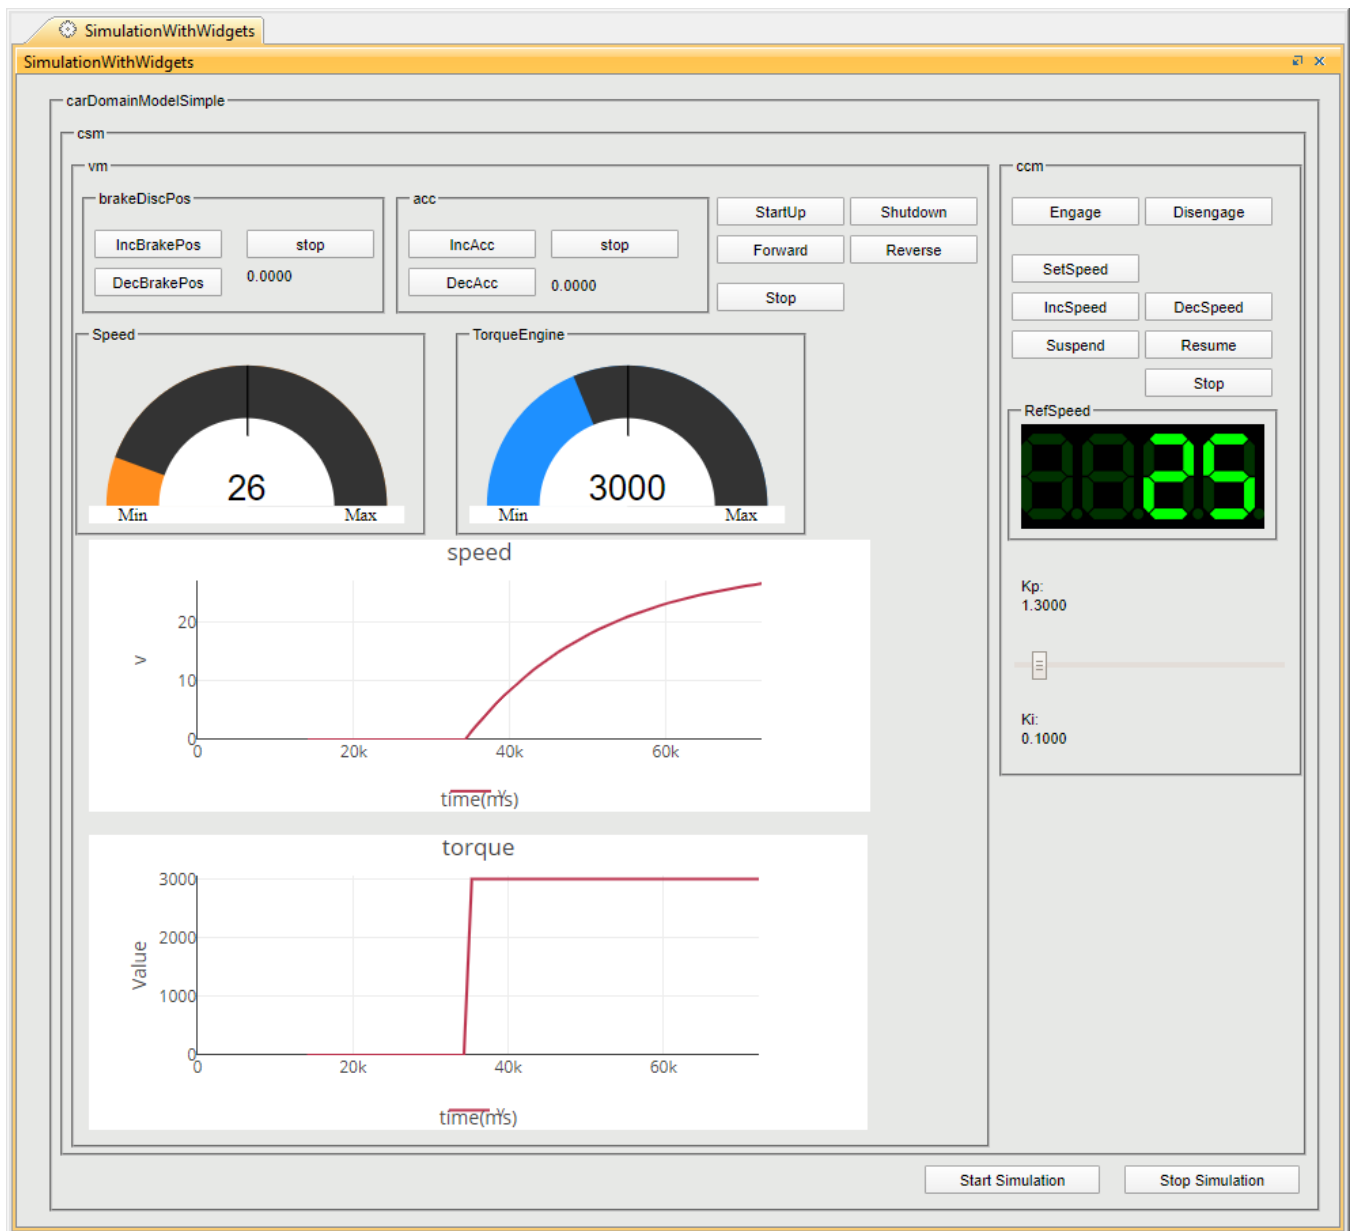 SimulationWithWidgets
SimulationWithWidgets
carDomainModelSimple
csm
vm
brakeDiscPos
IncBrakePos
stop
DecBrakePos
0.0000
acc
IncAcc
stop
DecAcc
0.0000
StartUp
Shutdown
Forward
Reverse
Stop
Speed
26
Min
Max
TorqueEngine
3000
Min
Max
speed
v
20
10
0
0
20k
40k
60k
time(ms)
v
torque
Value
3000
2000
1000
0
0
20k
40k
60k
time(ms)
v
ccm
Engage
Disengage
SetSpeed
IncSpeed
DecSpeed
Suspend
Resume
Stop
RefSpeed
25
Kp:
1.3000
Ki:
0.1000
Start Simulation
Stop Simulation